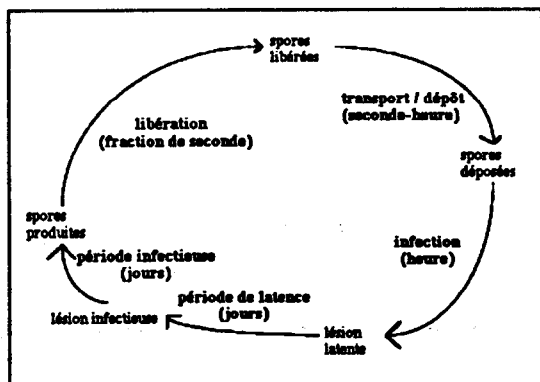 spores
libérées
transport / dépôt
(seconde-heure)
libération
(fraction de seconde)
spores
déposées
spores
produites
infection
(heure)
période infectieuse
(jours)
période de latence
(jours)
lésion infectieuse
lésion
latente